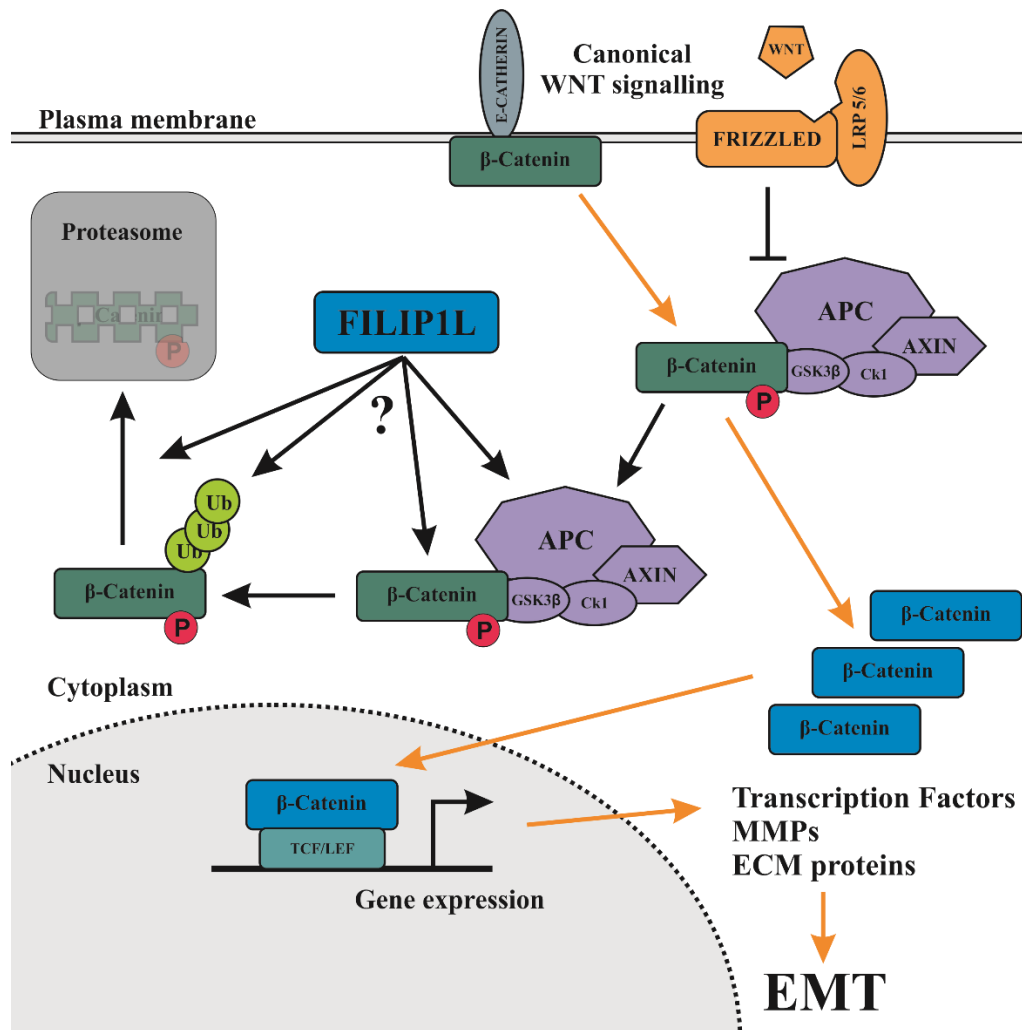 E-CATHERIN
Canonical
WNT signalling
WNT
LRP 5/6
Plasma membrane
FRIZZLED
β-Catenin
Proteasome
Catenin
P
FILIP1L
?
APC
AXIN
β-Catenin
GSK3β
Ck1
P
Ub
Ub
Ub
β-Catenin
P
APC
AXIN
β-Catenin
GSK3β
Ck1
P
β-Catenin
β-Catenin
β-Catenin
Cytoplasm
Nucleus
β-Catenin
TCF/LEF
Gene expression
Transcription Factors
MMPs
ECM proteins
EMT